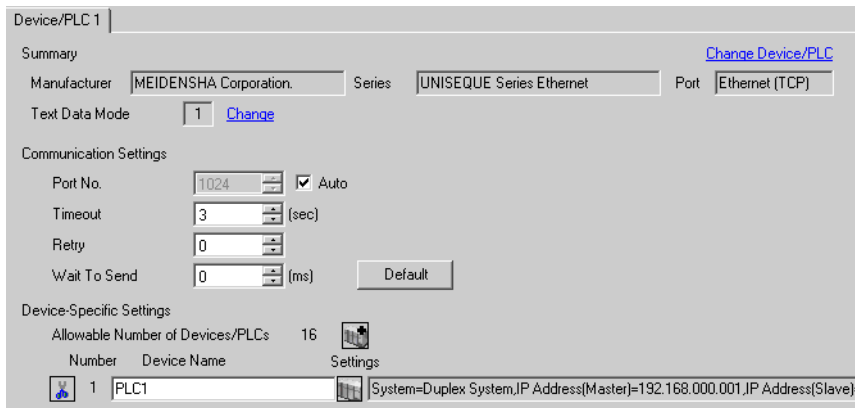 Device/PLC 1
Summary Change Device/PLC
Manufacturer MEIDENSHA Corporation. Series UNISEQUE Series Ethernet Port Ethernet (TCP)
Text Data Mode 1 Change
Communication Settings
Port No. 1024 Auto
Timeout 3 (sec)
Retry 0
Wait To Send 0 (ms) Default
Device-Specific Settings
Allowable Number of Devices/PLCs 16
Number Device Name Settings
1 PLC1 System=Duplex System,IP Address(Master)=192.168.000.001,IP Address(Slave)=